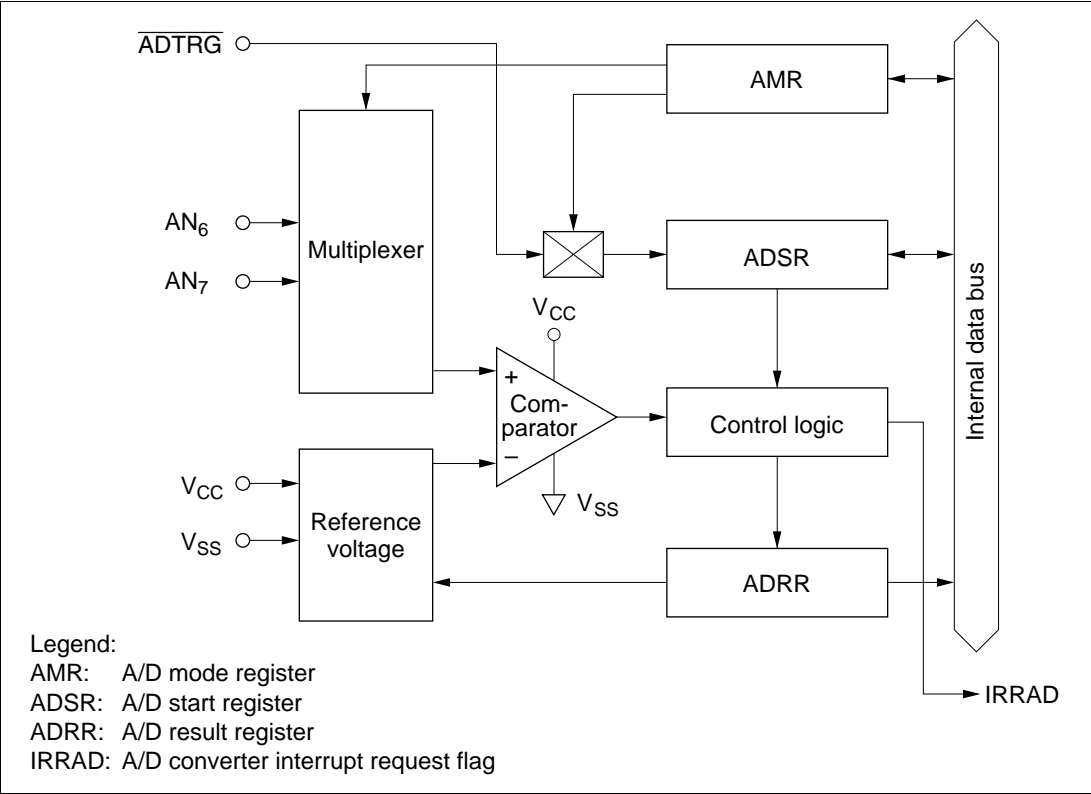 ADTRG
AMR
AN6
AN7
Multiplexer
ADSR
Internal data bus
VCC
+
Com-
parator
–
Control logic
VCC
VSS
VSS
Reference
voltage
ADRR
Legend:
AMR: A/D mode register
ADSR: A/D start register
ADRR: A/D result register
IRRAD: A/D converter interrupt request flag
IRRAD